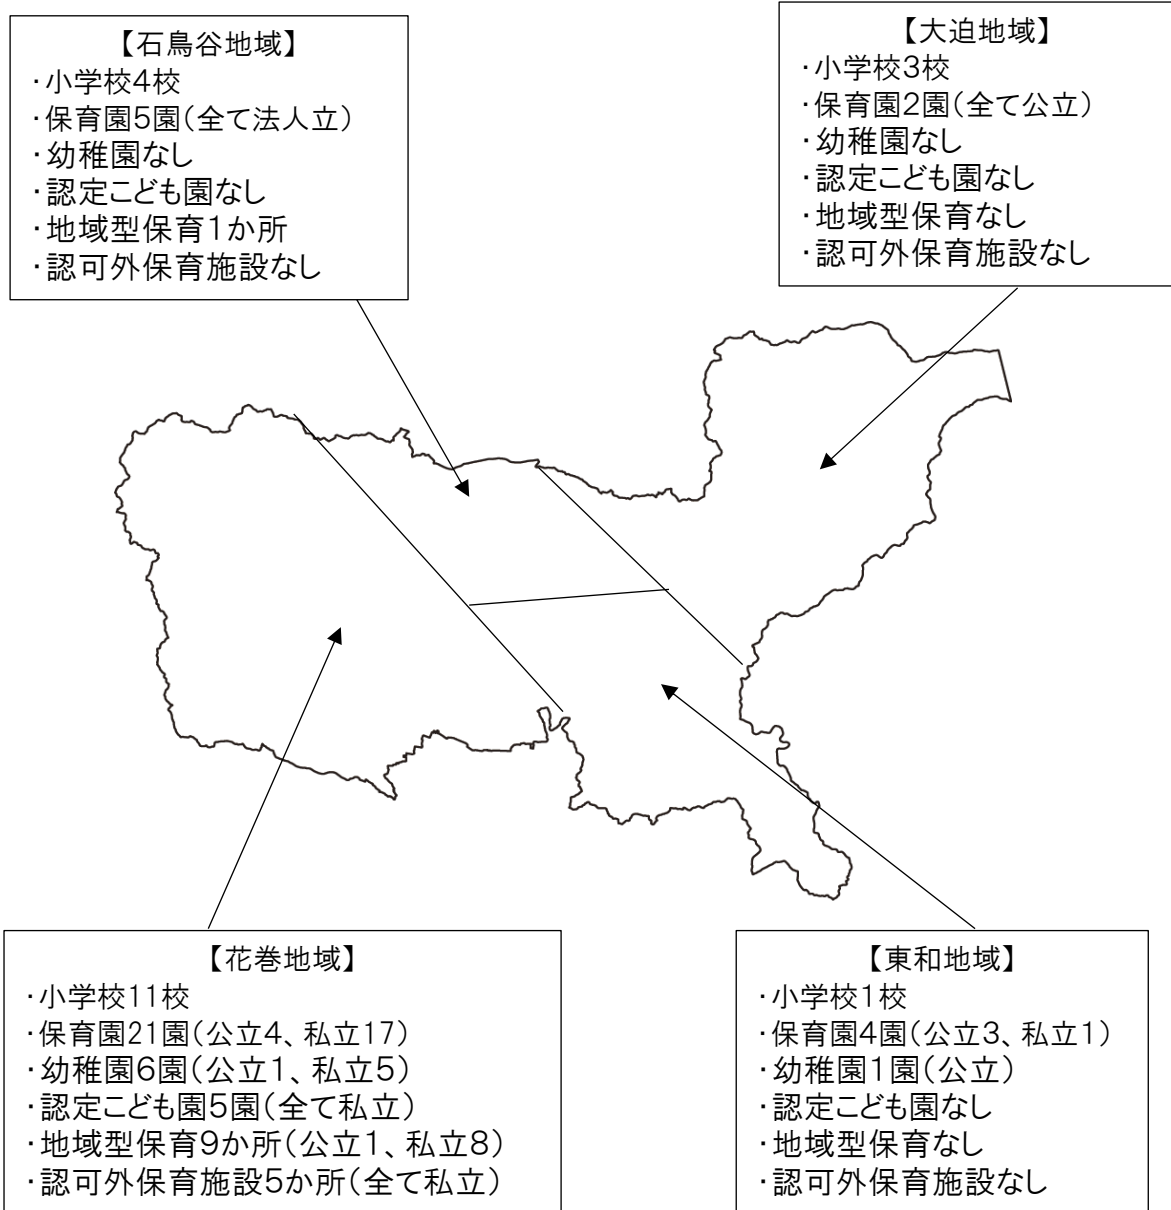 【石鳥谷地域】
・小学校4校
・保育園5園(全て法人立)
・幼稚園なし
・認定こども園なし
・地域型保育1か所
・認可外保育施設なし
【大迫地域】
・小学校3校
・保育園2園(全て公立)
・幼稚園なし
・認定こども園なし
・地域型保育なし
・認可外保育施設なし
【花巻地域】
・小学校11校
・保育園21園(公立4、私立17)
・幼稚園6園(公立1、私立5)
・認定こども園5園(全て私立)
・地域型保育9か所(公立1、私立8)
・認可外保育施設5か所(全て私立)
【東和地域】
・小学校1校
・保育園4園(公立3、私立1)
・幼稚園1園(公立)
・認定こども園なし
・地域型保育なし
・認可外保育施設なし